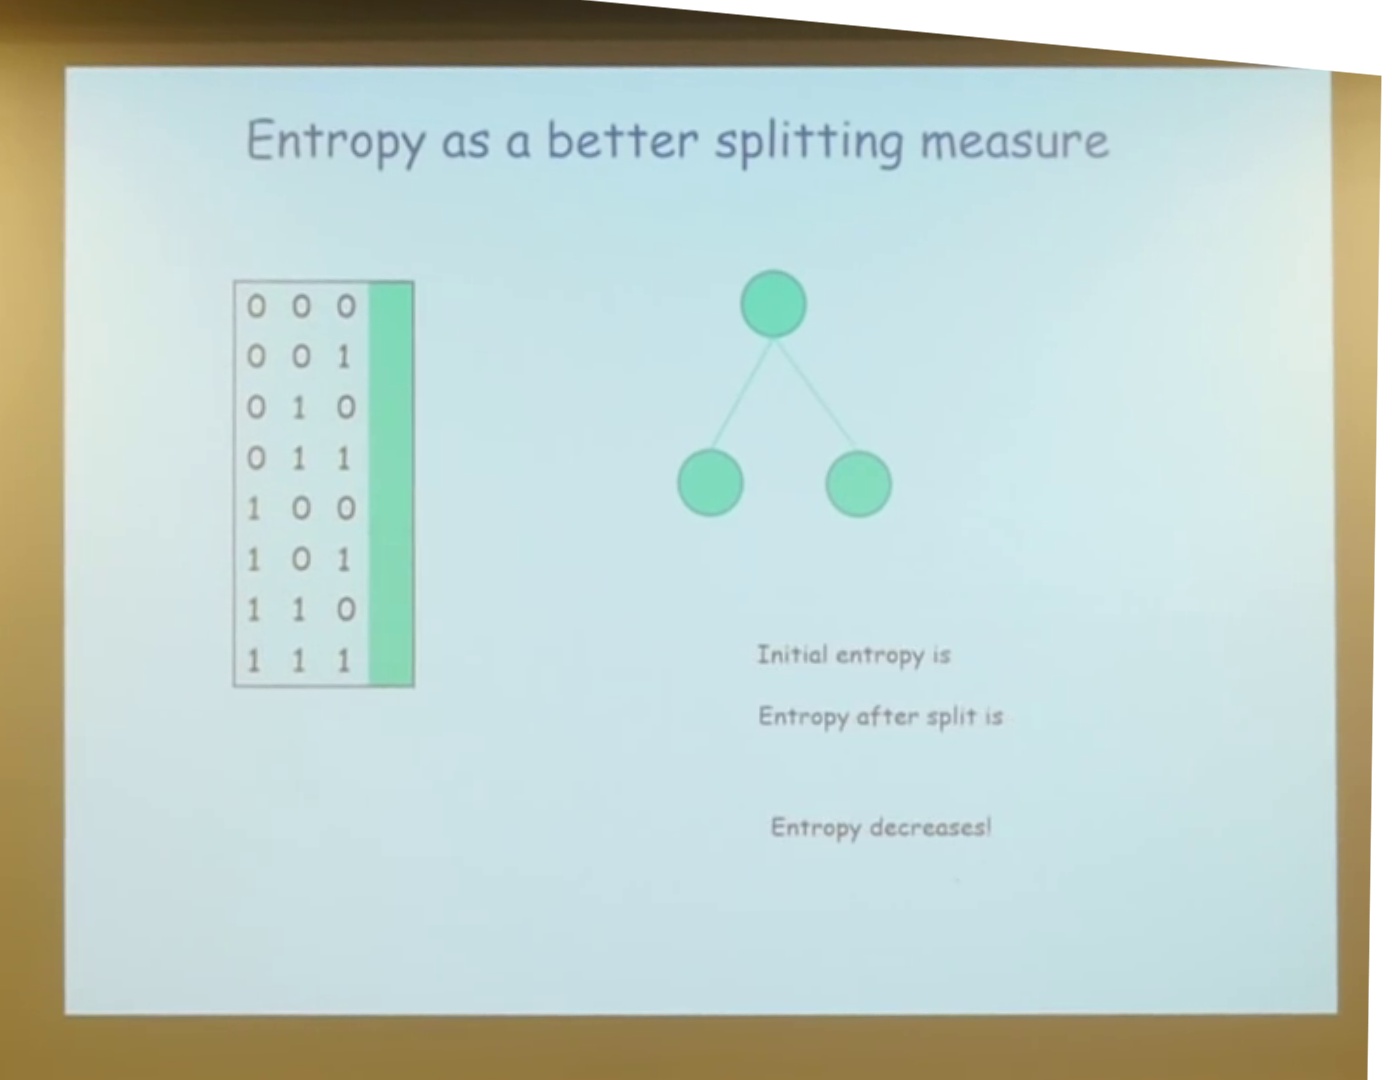 Entropy as a better splitting measure
0 0 0
0 0 1
0 1 0
0 1 1
1 0 0
1 0 1
1 1 0
1 1 1
Initial entropy is
Entropy after split is
Entropy decreases!